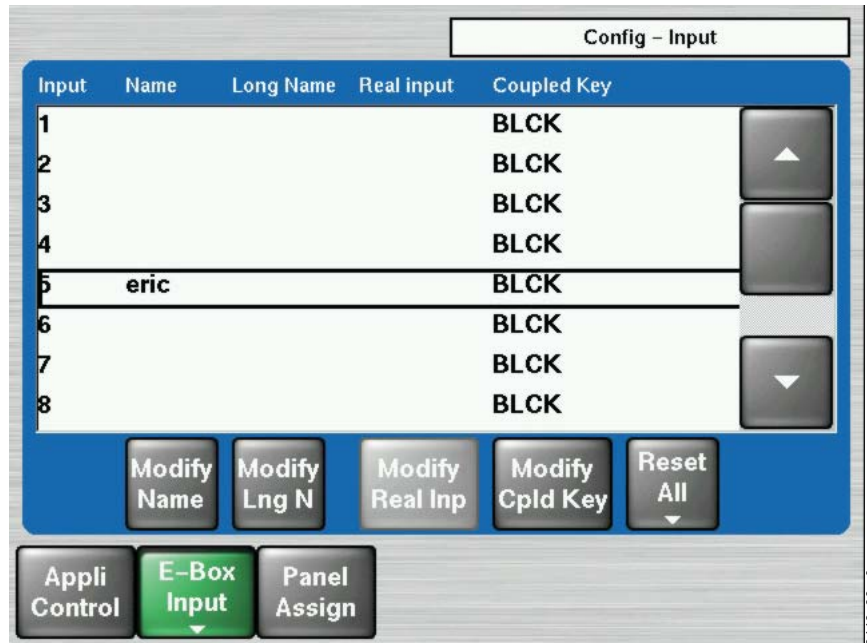 Config – Input
Input Name Long Name Real input Coupled Key
1 BLCK
2 BLCK
3 BLCK
4 BLCK
5 eric BLCK
6 BLCK
7 BLCK
8 BLCK
Modify Name
Modify Lng N
Modify Real Inp
Modify Cpld Key
Reset All
Appli Control
E–Box Input
Panel Assign